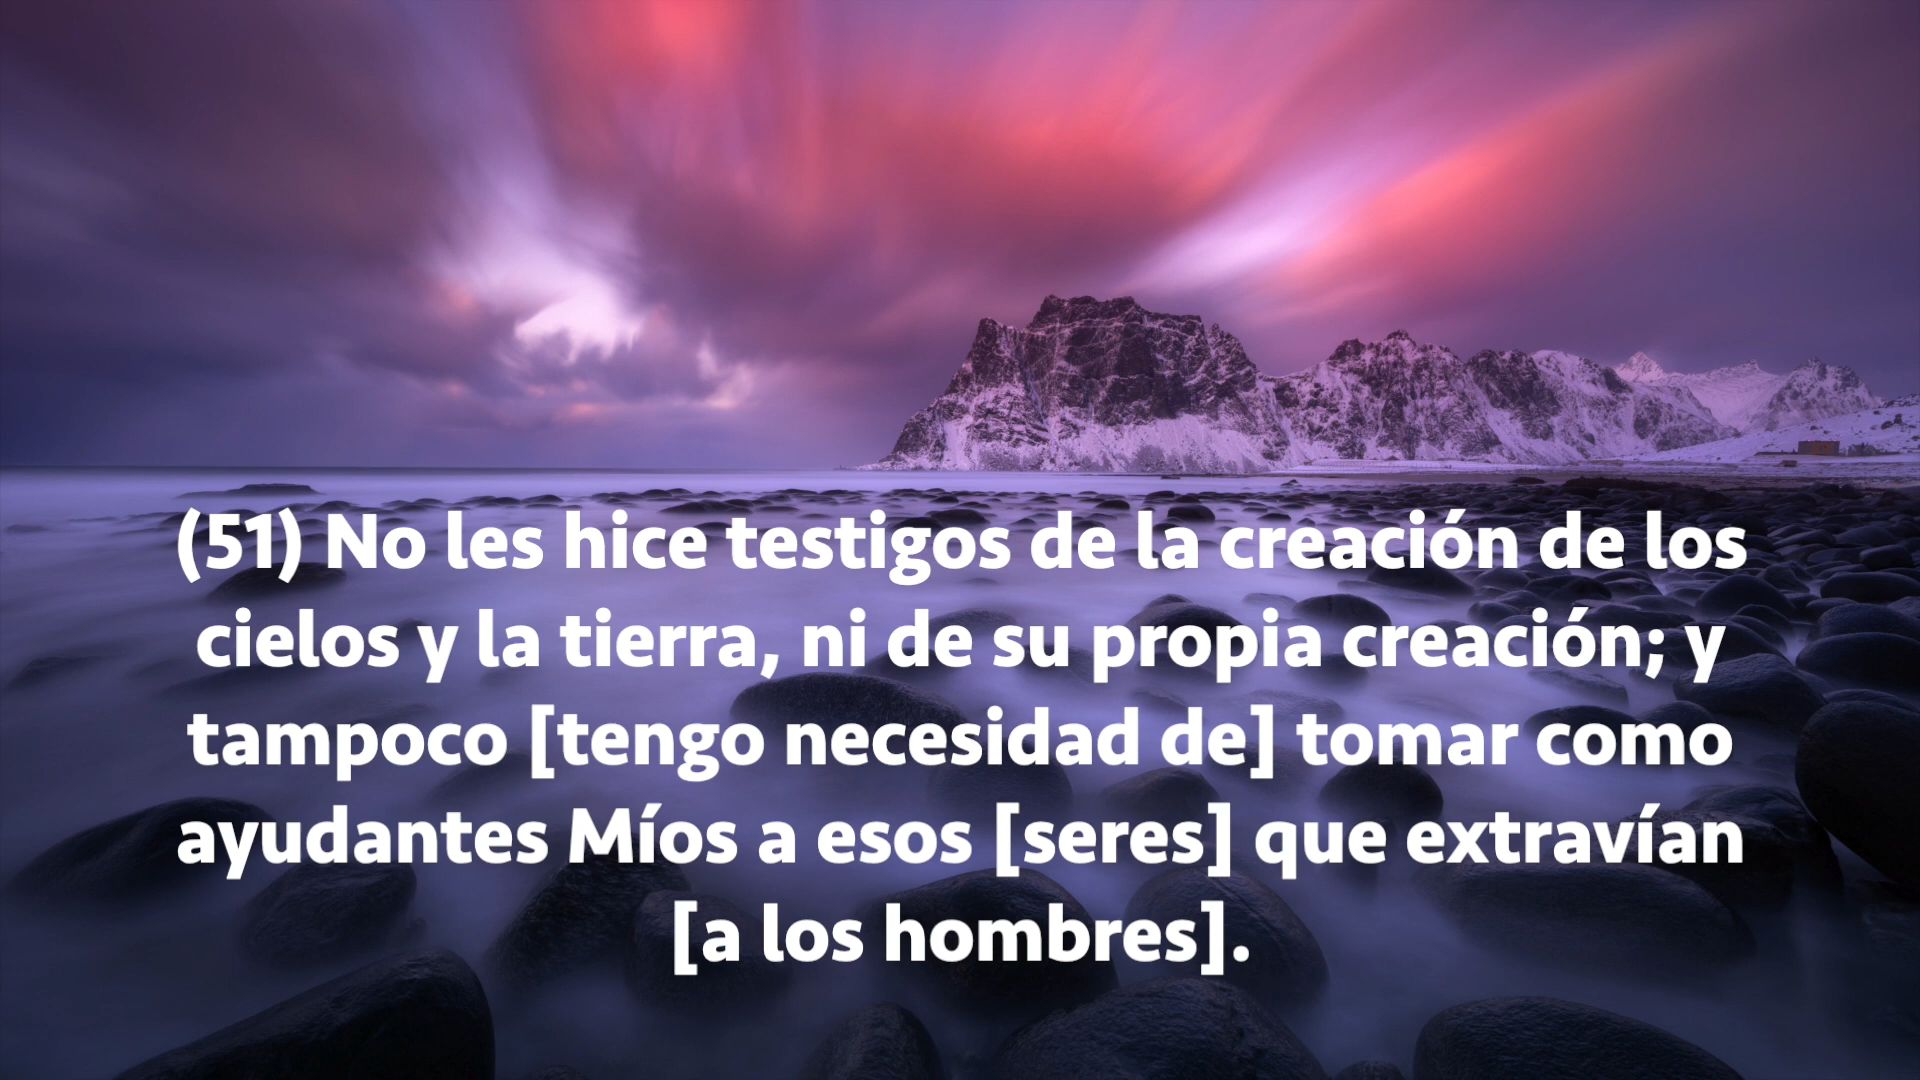 (51) No les hice testigos de la creación de los
cielos y la tierra, ni de su propia creación; y
tampoco [tengo necesidad de] tomar como
ayudantes Míos a esos [seres] que extravían
[a los hombres].